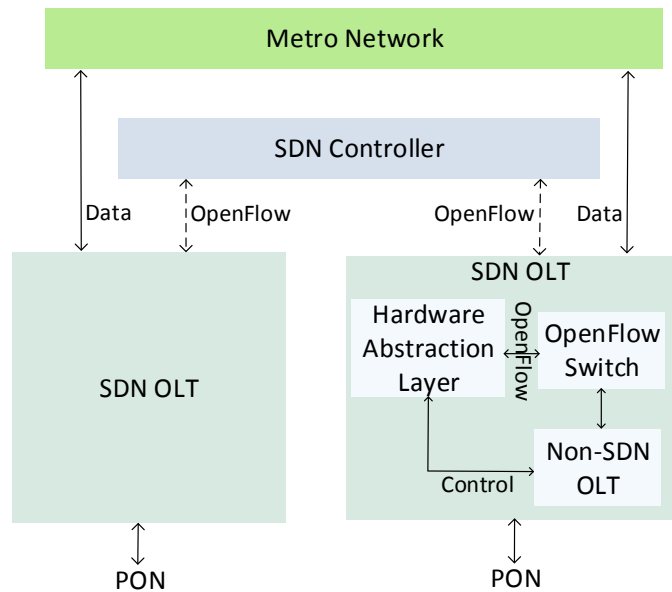 Metro Network
SDN Controller
Data
OpenFlow
OpenFlow
Data
SDN OLT
SDN OLT
Hardware
Abstraction
Layer
OpenFlow
OpenFlow
Switch
Control
Non-SDN
OLT
PON
PON